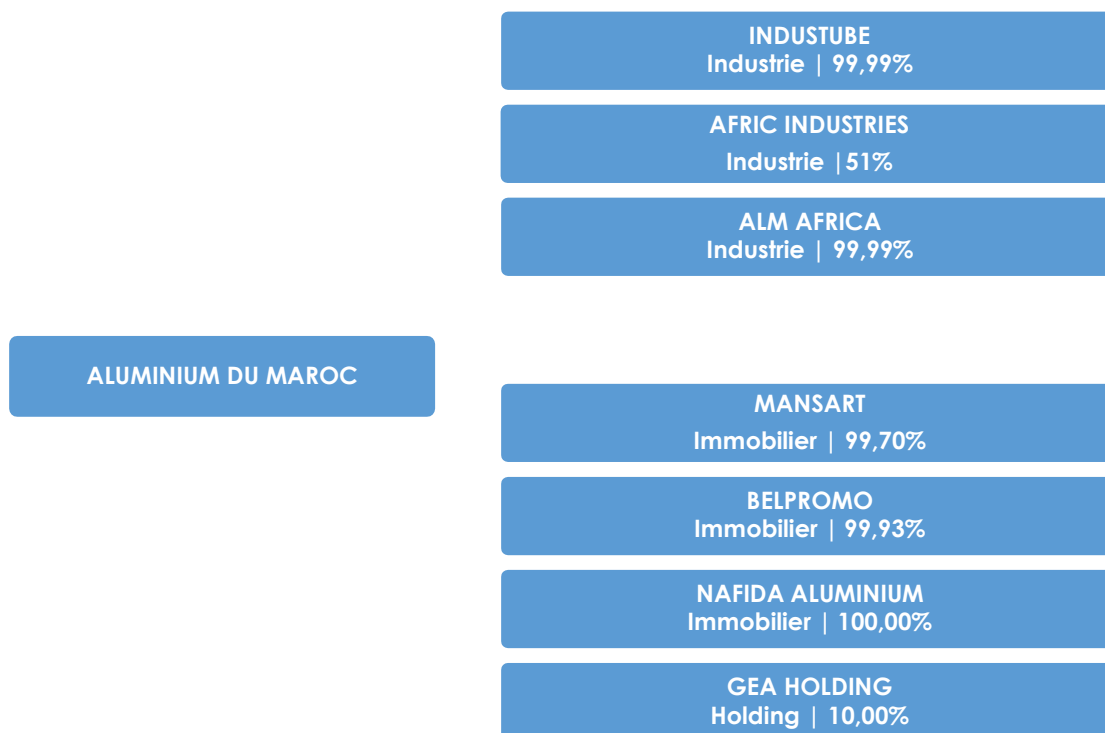 INDUSTUBE
Industrie | 99,99%
AFRIC INDUSTRIES
Industrie |51%
ALM AFRICA
Industrie | 99,99%
ALUMINIUM DU MAROC
MANSART
Immobilier | 99,70%
BELPROMO
Immobilier | 99,93%
NAFIDA ALUMINIUM
Immobilier | 100,00%
GEA HOLDING
Holding | 10,00%